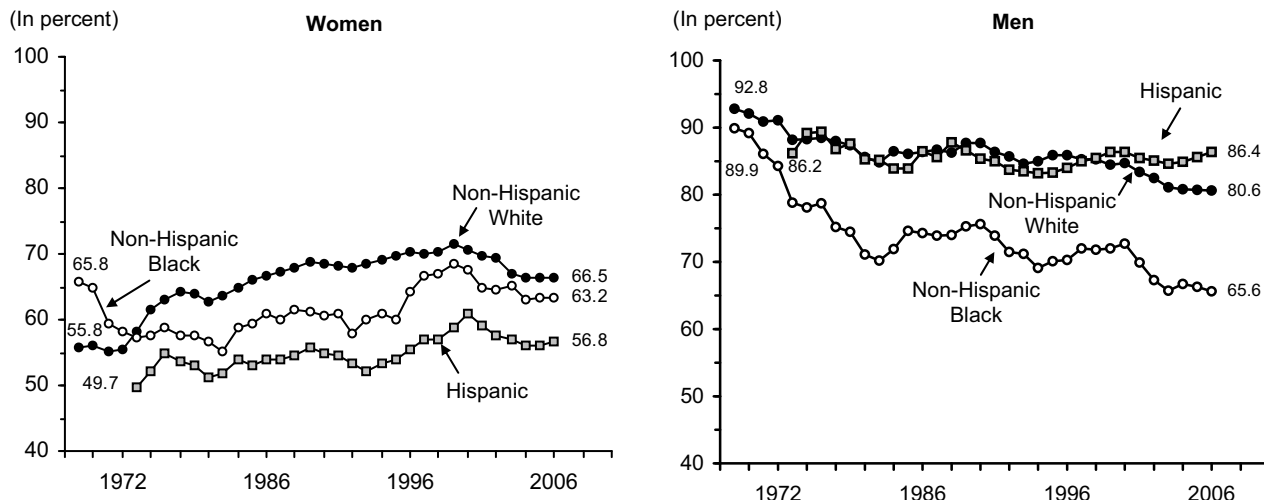 (In percent)
Women
100
90
80
70
60
50
40
Non-Hispanic
White
Non-Hispanic
Black
65.8
55.8
49.7
66.5
63.2
56.8
Hispanic
1972
1986
1996
2006
(In percent)
Men
100
90
80
70
60
50
40
92.8
Hispanic
89.9
86.2
86.4
80.6
Non-Hispanic
White
Non-Hispanic
Black
65.6
1972
1986
1996
2006